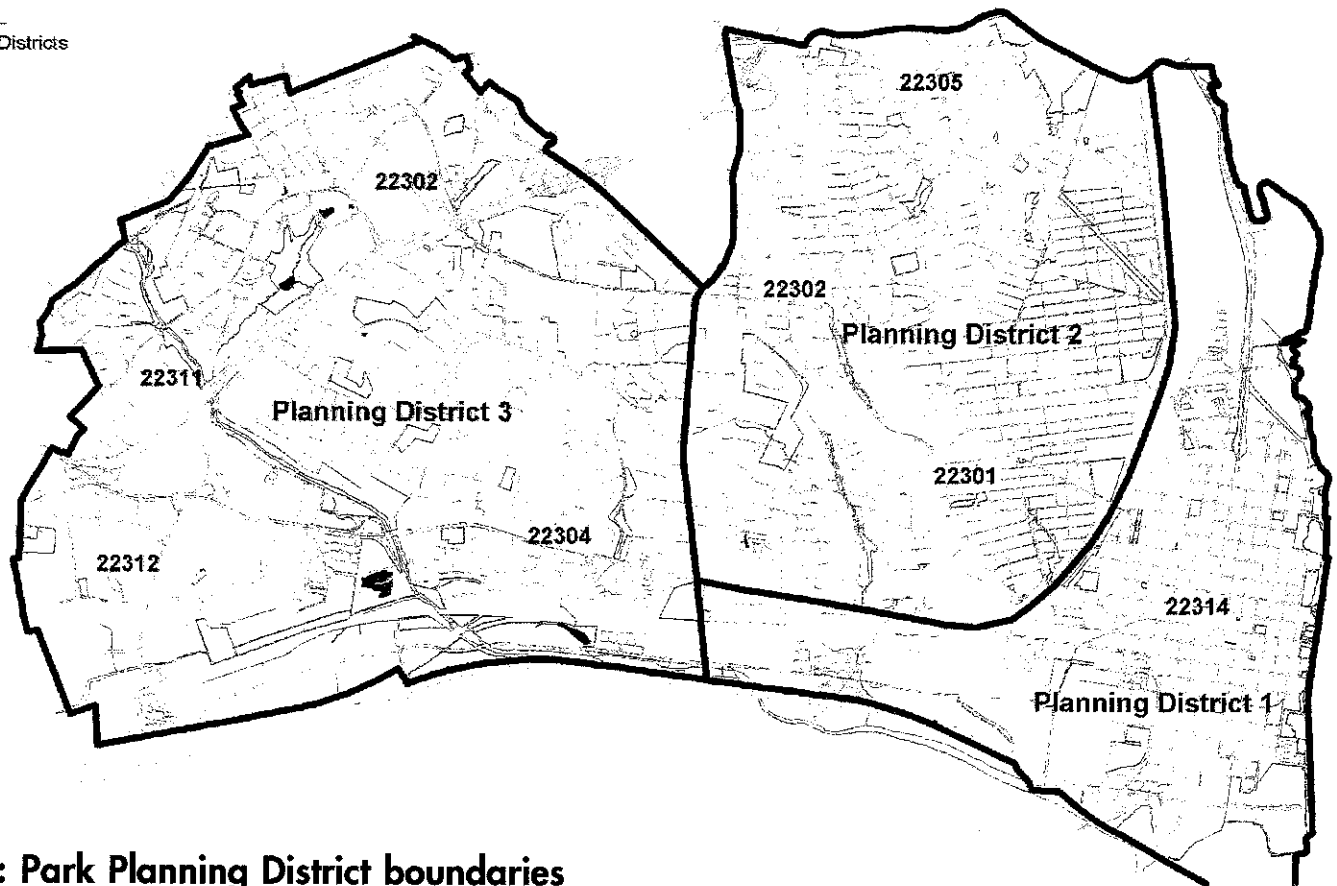 Districts
22305
22302
22302
Planning District 2
22311
Planning District 3
22301
22304
22312
22314
Planning District 1
: Park Planning District boundaries